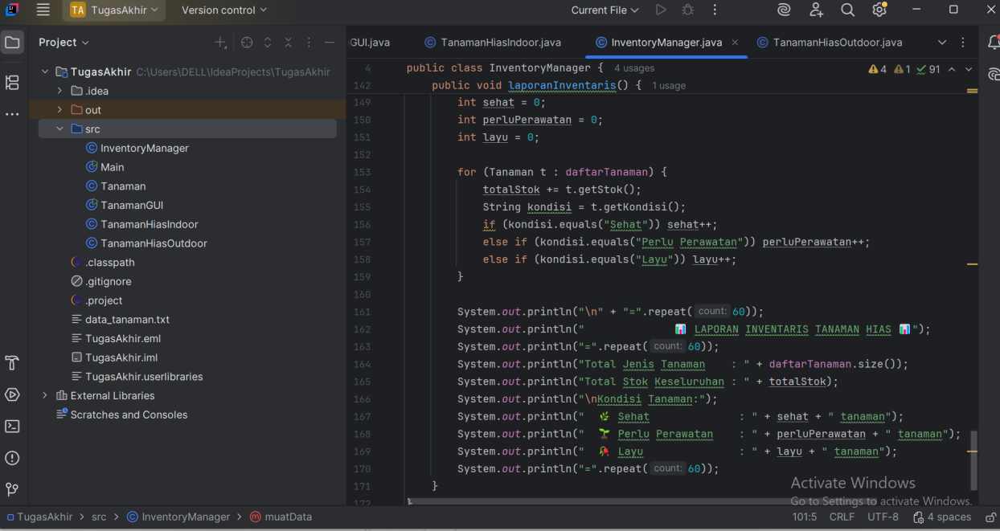 TA TugasAkhir Version control Current File
Project
GUI.java TanamanHiasIndoor.java InventoryManager.java TanamanHiasOutdoor.java
TugasAkhir C:\Users\DELL\IdeaProjects\TugasAkhir
.idea
out
src
InventoryManager
Main
Tanaman
TanamanGUI
TanamanHiasIndoor
TanamanHiasOutdoor
.classpath
.gitignore
.project
data_tanaman.txt
TugasAkhir.eml
TugasAkhir.iml
TugasAkhir.userlibraries
External Libraries
Scratches and Consoles
4 public class InventoryManager { 4 usages 4 1 91
142 public void laporanInventaris() { 1 usage
149 int sehat = 0;
150 int perluPerawatan = 0;
151 int layu = 0;
152
153 for (Tanaman t : daftarTanaman) {
154 totalStok += t.getStok();
155 String kondisi = t.getKondisi();
156 if (kondisi.equals("Sehat")) sehat++;
157 else if (kondisi.equals("Perlu Perawatan")) perluPerawatan++;
158 else if (kondisi.equals("Layu")) layu++;
159 }
160
161 System.out.println("\n" + "=".repeat( count: 60));
162 System.out.println(" 📊 LAPORAN INVENTARIS TANAMAN HIAS 📊");
163 System.out.println("=".repeat( count: 60));
164 System.out.println("Total Jenis Tanaman : " + daftarTanaman.size());
165 System.out.println("Total Stok Keseluruhan : " + totalStok);
166 System.out.println("\nKondisi Tanaman:");
167 System.out.println(" 🌿 Sehat : " + sehat + " tanaman");
168 System.out.println(" 🌱 Perlu Perawatan : " + perluPerawatan + " tanaman");
169 System.out.println(" 🥀 Layu : " + layu + " tanaman");
170 System.out.println("=".repeat( count: 60));
171 }
172 }
Activate Windows
Go to Settings to activate Windows.
TugasAkhir > src > InventoryManager > muatData 101:5 CRLF UTF-8 4 spaces